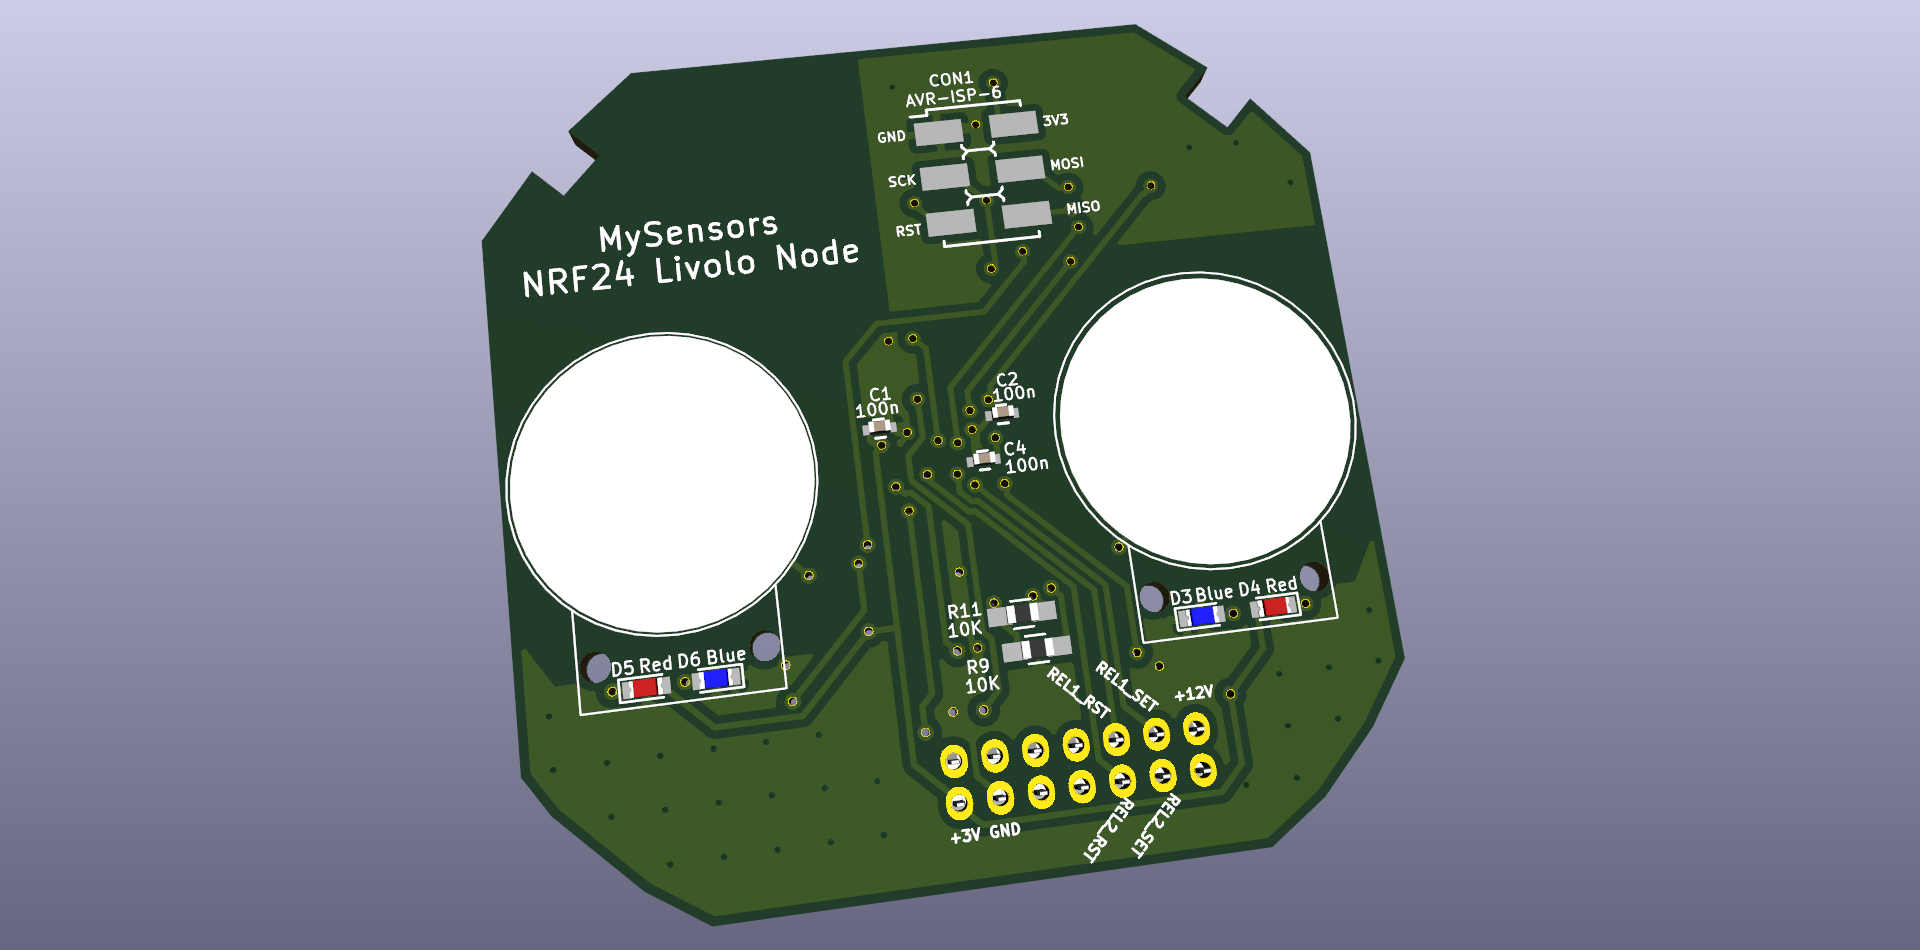 CON1
AVR-ISP-6
GND
3V3
SCK
MOSI
RST
MISO
MySensors
NRF24 Livolo Node
C1
100n
C2
100n
C4
100n
D3 Blue D4 Red
R11
10K
D5 Red D6 Blue
R9
10K
REL1_RST
REL1_SET
+12V
+3V GND
REL2_RST
REL2_SET